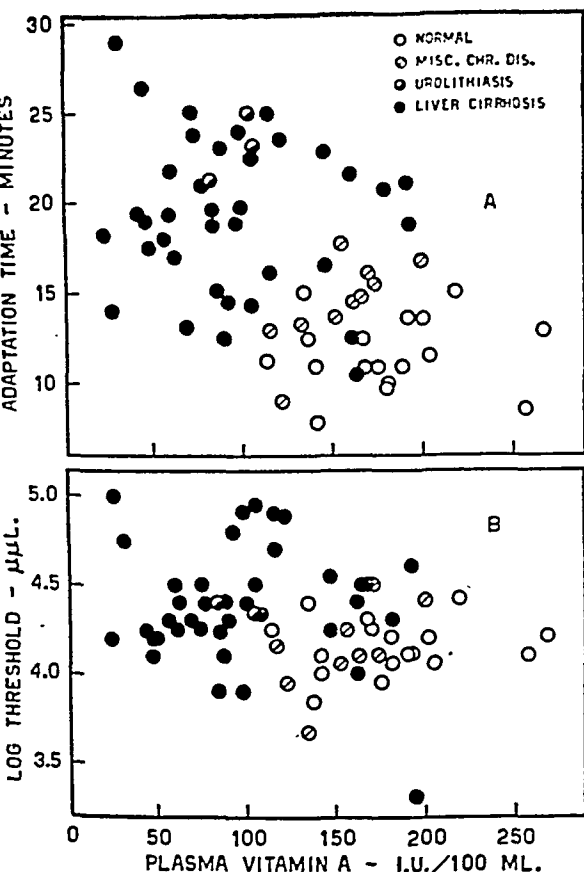 30
25
20
15
10
ADAPTATION TIME - MINUTES
NORMAL
MISC. CHR. DIS.
UROLITHIASIS
LIVER CIRRHOSIS
A
5.0
4.5
4.0
3.5
LOG THRESHOLD - µµL.
B
0 50 100 150 200 250
PLASMA VITAMIN A - I.U./100 ML.